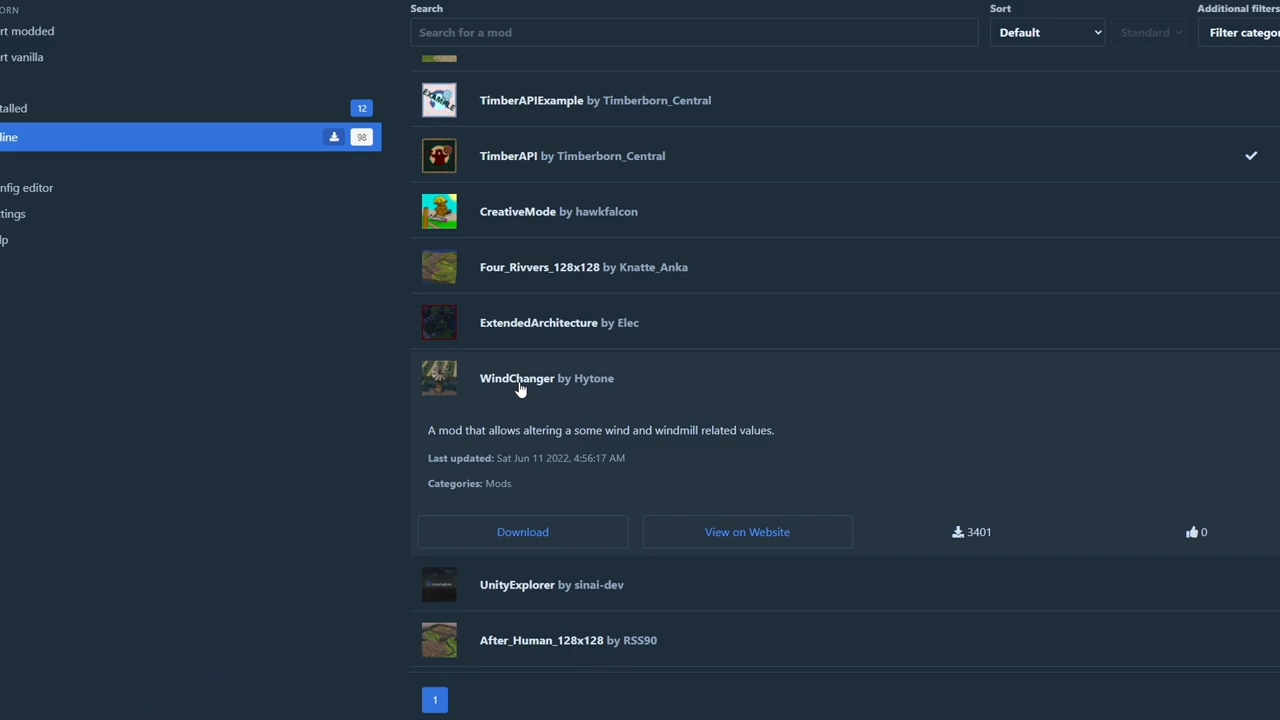 ORN
rt modded
rt vanilla
talled
12
line
98
nfig editor
tings
lp
Search
Sort
Additional filters
Search for a mod
Default
Standard
Filter catego
TimberAPIExample by Timberborn_Central
TimberAPI by Timberborn_Central
CreativeMode by hawkfalcon
Four_Rivvers_128x128 by Knatte_Anka
ExtendedArchitecture by Elec
WindChanger by Hytone
A mod that allows altering a some wind and windmill related values.
Last updated: Sat Jun 11 2022, 4:56:17 AM
Categories: Mods
Download
View on Website
3401
0
UnityExplorer by sinai-dev
After_Human_128x128 by RSS90
1